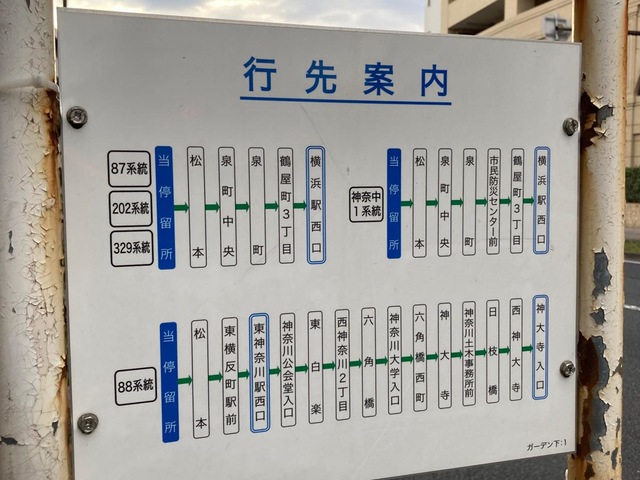 行先案内
87系統
202系統
329系統
当停留所
松本
泉町中央
泉町
鶴屋町3丁目
横浜駅西口
神奈中
1系統
当停留所
松本
泉町中央
泉町
市民防災センター前
鶴屋町3丁目
横浜駅西口
88系統
当停留所
松本
東横反町駅前
東神奈川駅西口
神奈川公会堂入口
東白楽
西神奈川2丁目
六角橋
神奈川大学入口
六角橋西町
神大寺
神奈川土木事務所前
日枝橋
西神大寺
神大寺入口
ガーデン下:1